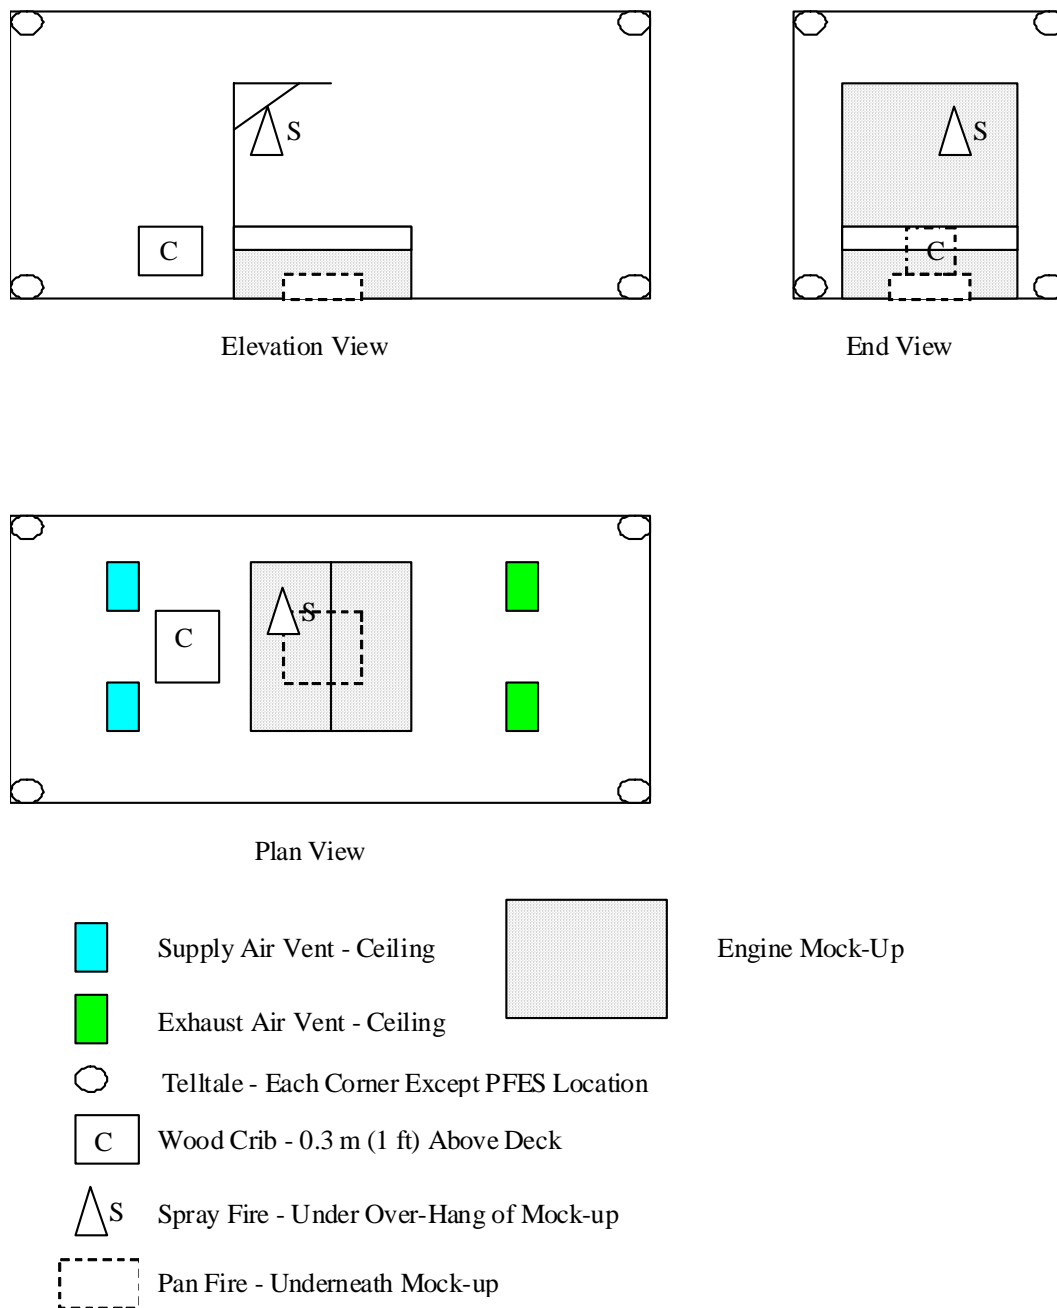 S
S
C
C
Elevation View
End View
S
C
Plan View
Supply Air Vent - Ceiling
Engine Mock-Up
Exhaust Air Vent - Ceiling
Telltale - Each Corner Except PFES Location
C
Wood Crib - 0.3 m (1 ft) Above Deck
S
Spray Fire - Under Over-Hang of Mock-up
Pan Fire - Underneath Mock-up